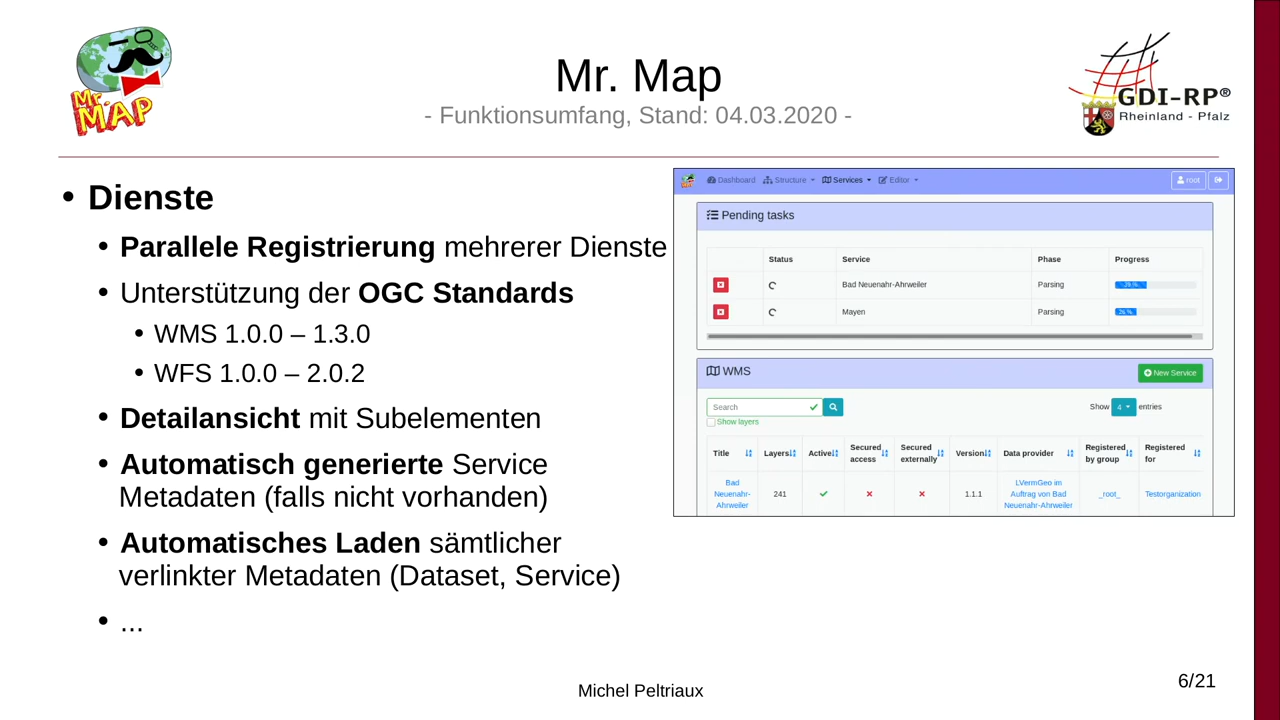 Mr. MAP
Mr. Map
- Funktionsumfang, Stand: 04.03.2020 -
GDI-RP®
Rheinland - Pfalz
• Dienste
• Parallele Registrierung mehrerer Dienste
• Unterstützung der OGC Standards
• WMS 1.0.0 – 1.3.0
• WFS 1.0.0 – 2.0.2
• Detailansicht mit Subelementen
• Automatisch generierte Service
Metadaten (falls nicht vorhanden)
• Automatisches Laden sämtlicher
verlinkter Metadaten (Dataset, Service)
• ...
Dashboard Structure Services Editor root
Pending tasks
Status Service Phase Progress
Bad Neuenahr-Ahrweiler Parsing
Mayen Parsing
WMS New Service
Search Show 4 entries
Show layers
Title Layers Active Secured access Secured externally Version Data provider Registered by group Registered for
Bad Neuenahr-Ahrweiler 241 1.1.1 LVermGeo im Auftrag von Bad Neuenahr-Ahrweiler _root_ Testorganization
Michel Peltriaux
6/21